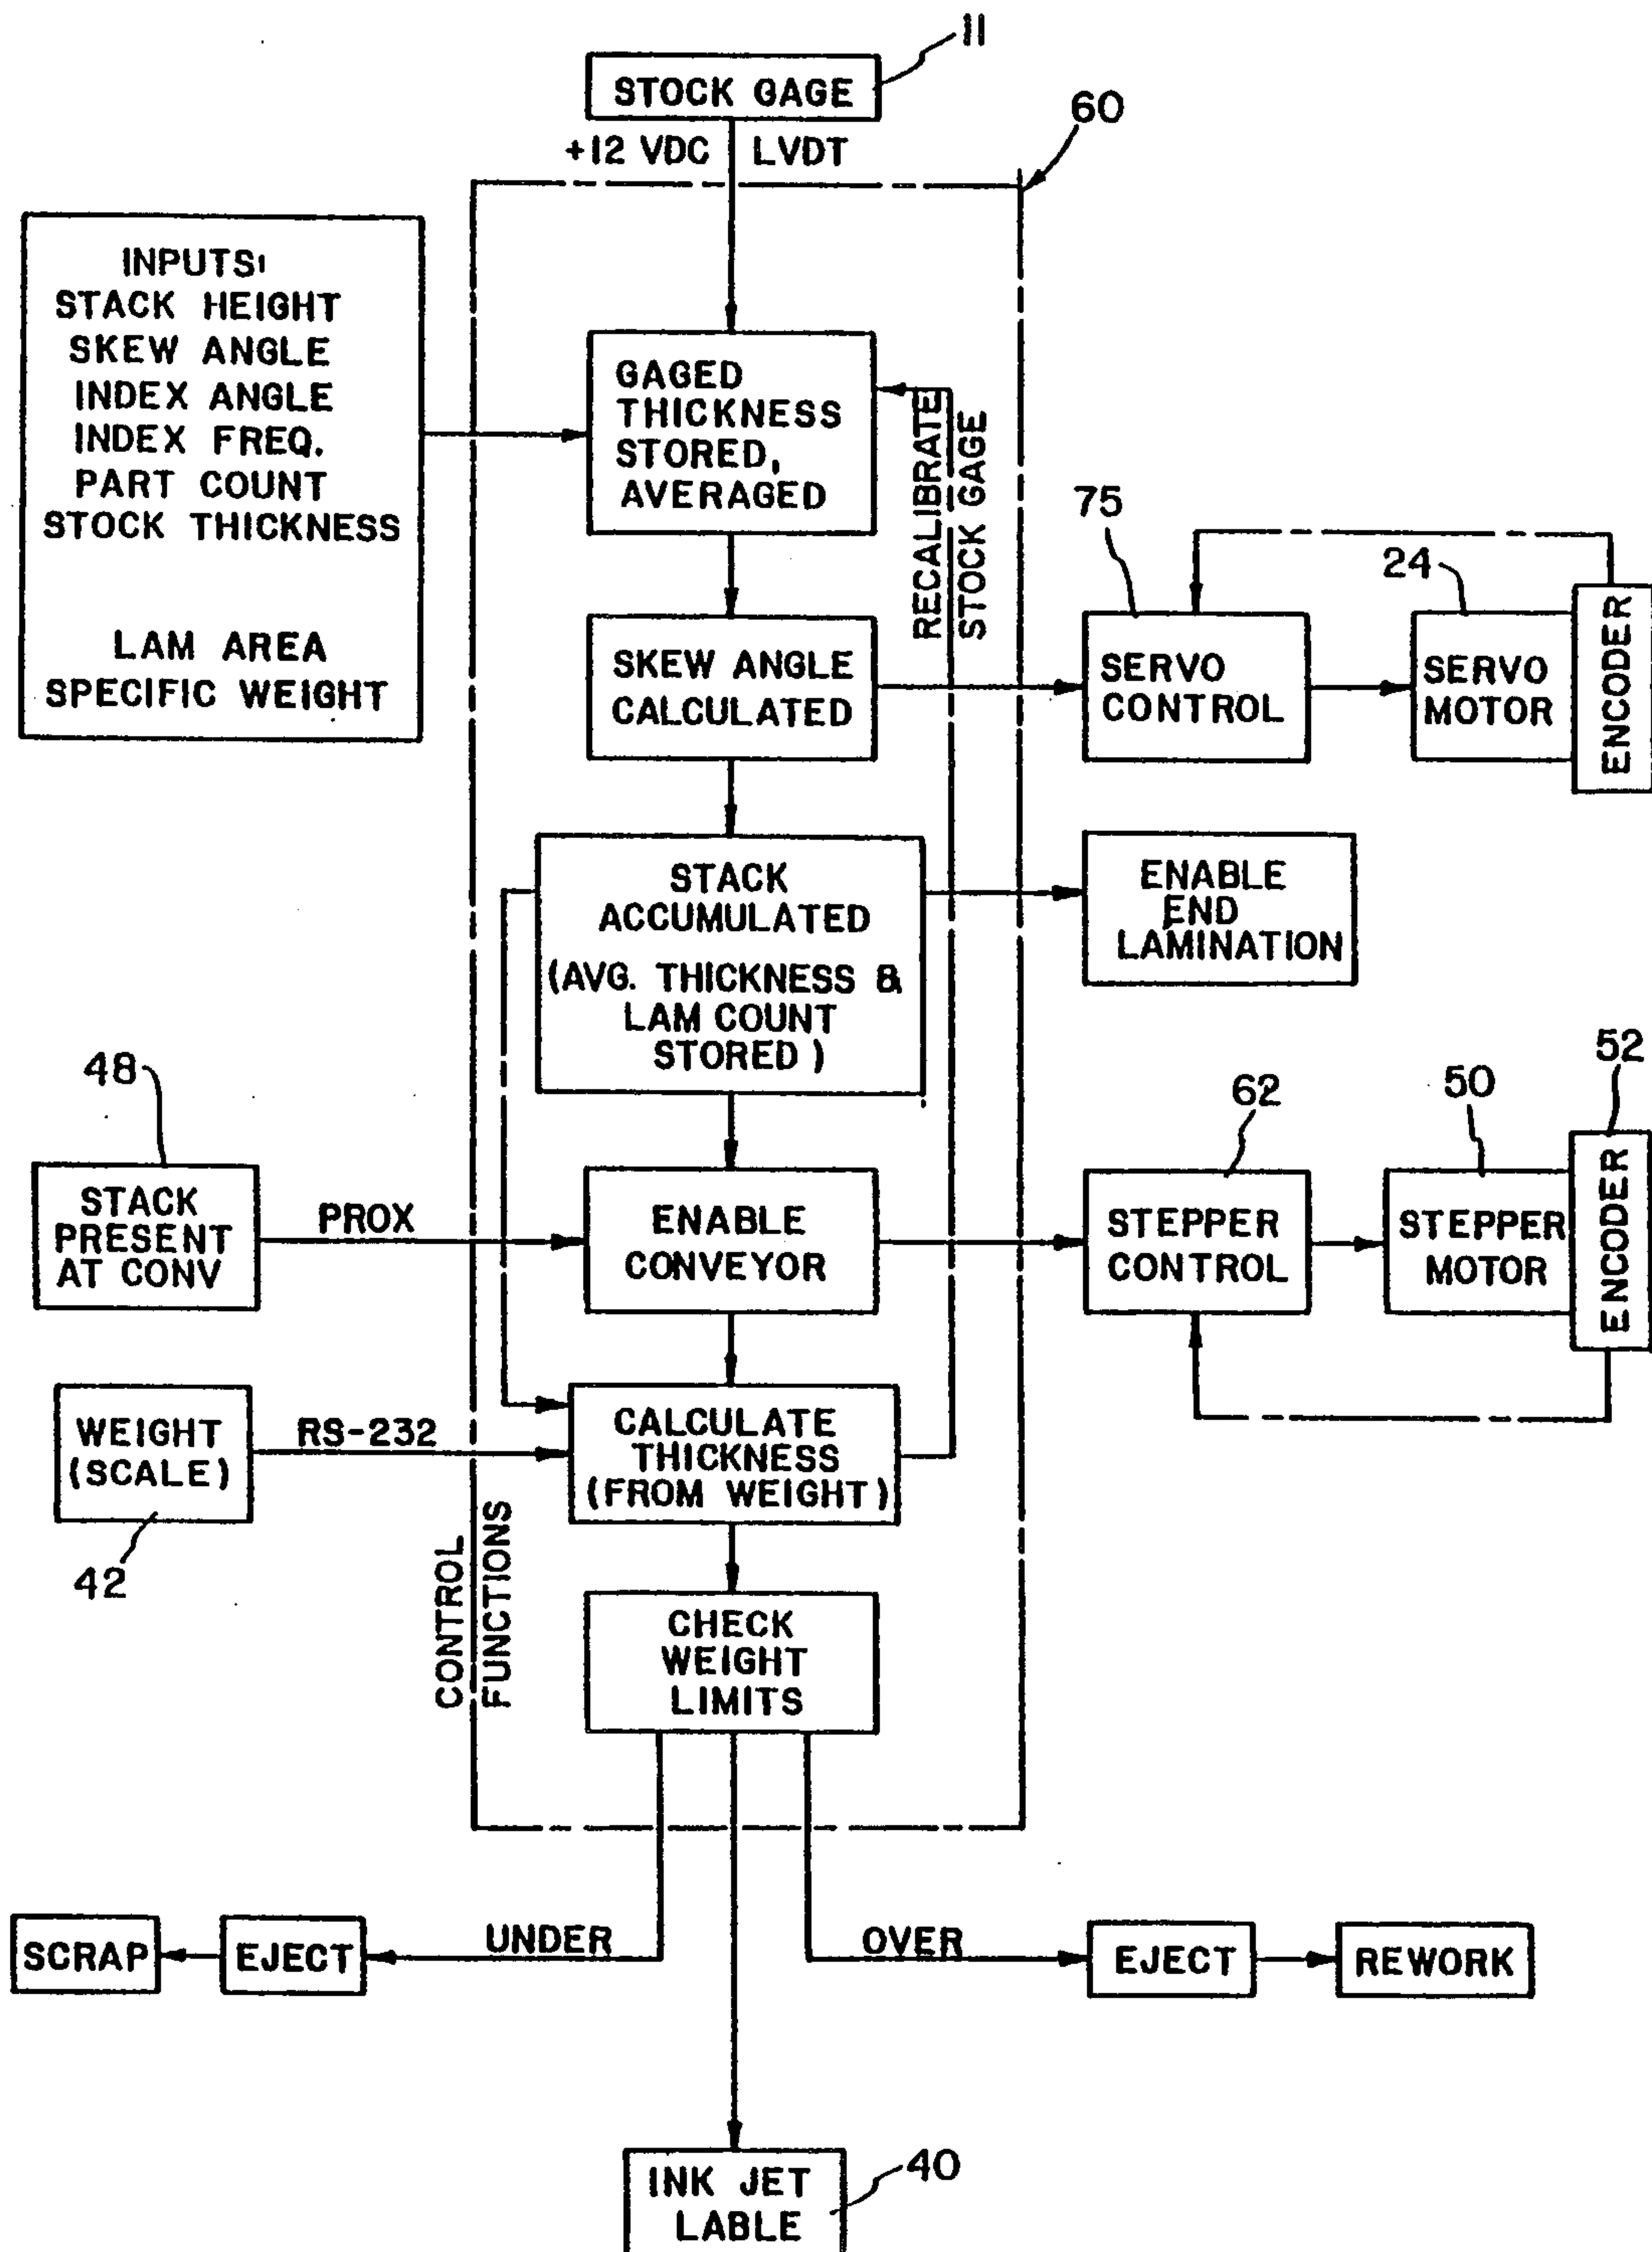 11
STOCK GAGE
+12 VDC LVDT
60
INPUTS:
STACK HEIGHT
SKEW ANGLE
INDEX ANGLE
INDEX FREQ.
PART COUNT
STOCK THICKNESS
LAM AREA
SPECIFIC WEIGHT
GAGED
THICKNESS
STORED,
AVERAGED
RECALIBRATE
STOCK GAGE
SKEW ANGLE
CALCULATED
75
SERVO
CONTROL
24
SERVO
MOTOR
ENCODER
STACK
ACCUMULATED
(AVG. THICKNESS &
LAM COUNT
STORED)
ENABLE
END
LAMINATION
48
STACK
PRESENT
AT CONV
PROX
ENABLE
CONVEYOR
62
STEPPER
CONTROL
50
STEPPER
MOTOR
52
ENCODER
WEIGHT
(SCALE)
42
RS-232
CALCULATE
THICKNESS
(FROM WEIGHT)
CONTROL
FUNCTIONS
CHECK
WEIGHT
LIMITS
SCRAP
EJECT
UNDER
OVER
EJECT
REWORK
INK JET
LABLE
40